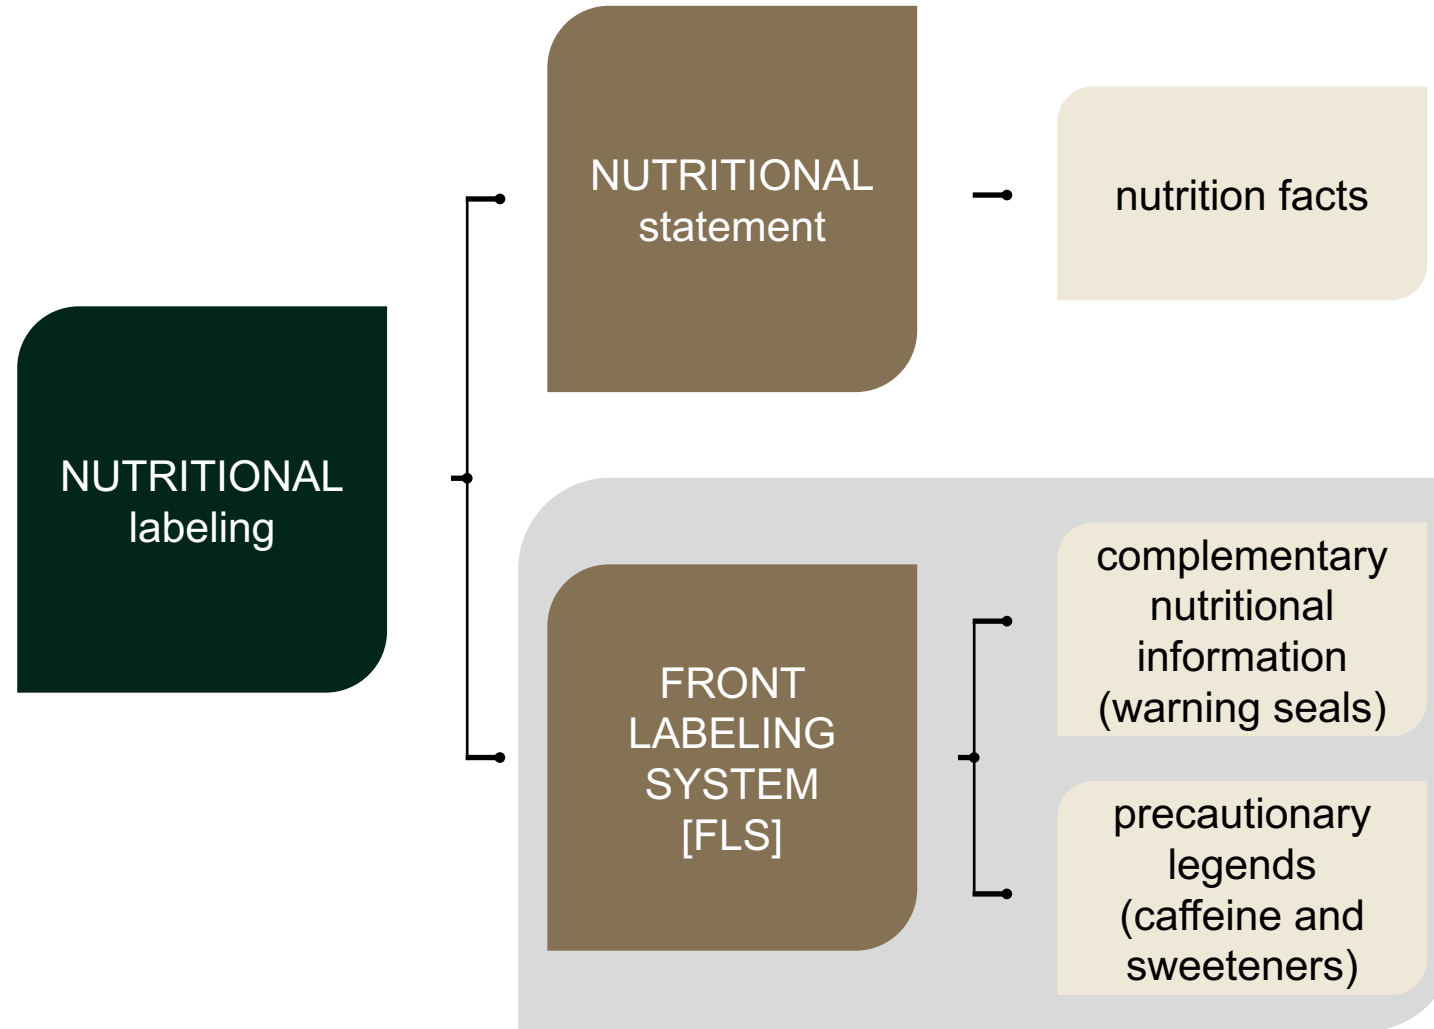 NUTRITIONAL
labeling
NUTRITIONAL
statement
nutrition facts
FRONT
LABELING
SYSTEM
[FLS]
complementary
nutritional
information
(warning seals)
precautionary
legends
(caffeine and
sweeteners)